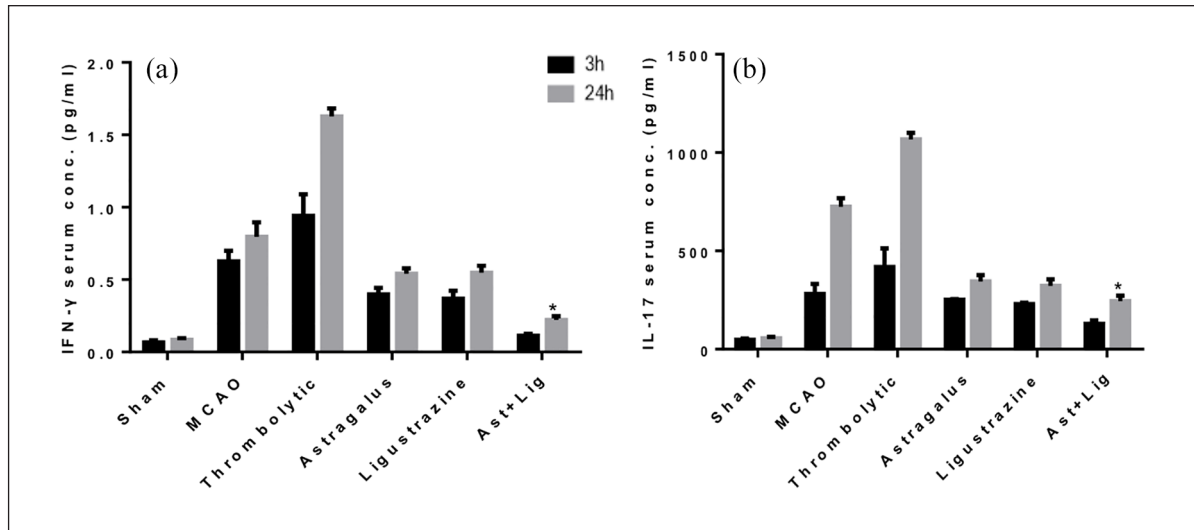 (a)
IFN-γ serum conc. (pg/ml)
2.0
1.5
1.0
0.5
0.0
3h
24h
*
Sham
MCAO
Thrombolytic
Astragalus
Ligustrazine
Ast+Lig
(b)
IL-17 serum conc. (pg/ml)
1500
1000
500
0
*
Sham
MCAO
Thrombolytic
Astragalus
Ligustrazine
Ast+Lig